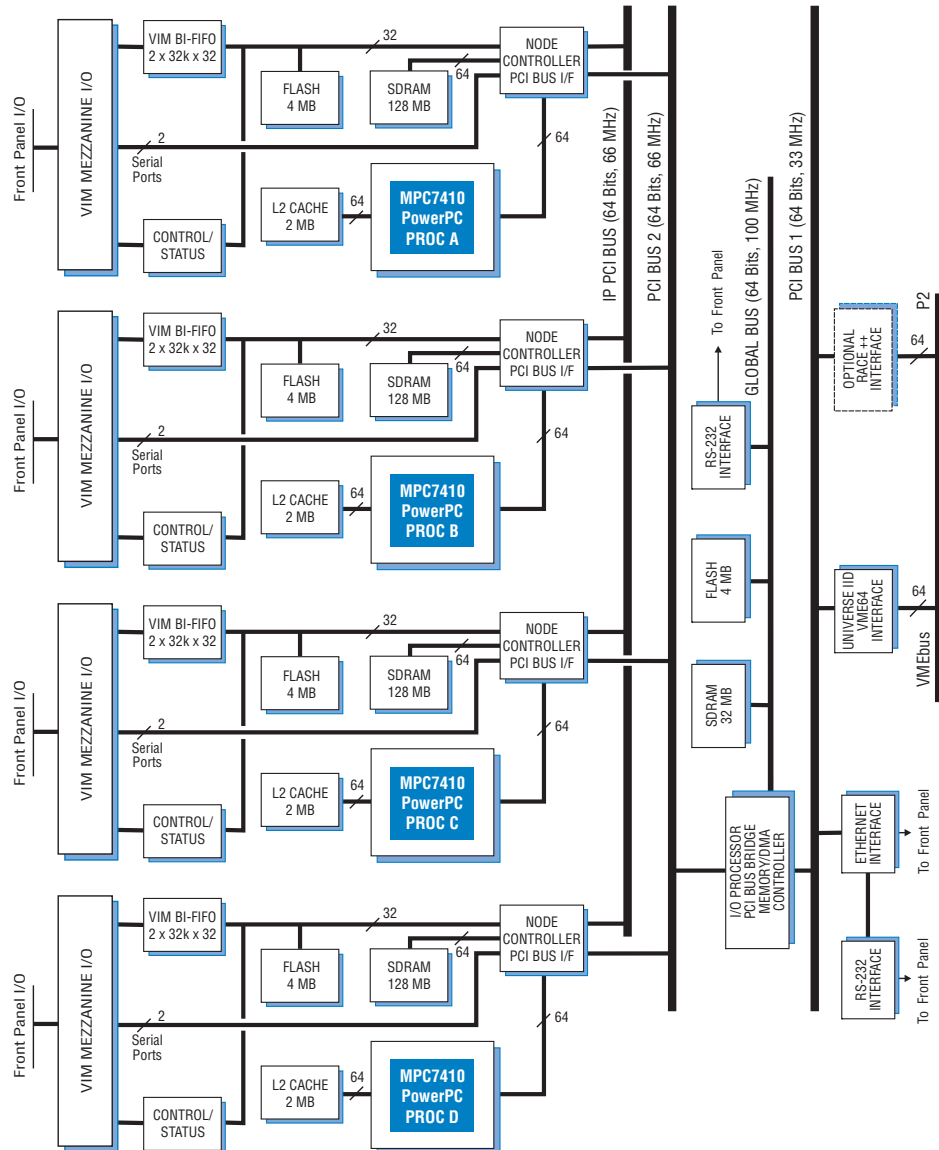 Front Panel I/O
VIM MEZZANINE I/O
VIM BI-FIFO
2 x 32k x 32
32
FLASH
4 MB
SDRAM
128 MB
64
NODE
CONTROLLER
PCI BUS I/F
2
Serial
Ports
64
CONTROL/
STATUS
L2 CACHE
2 MB
64
MPC7410
PowerPC
PROC A
Front Panel I/O
VIM MEZZANINE I/O
VIM BI-FIFO
2 x 32k x 32
32
FLASH
4 MB
SDRAM
128 MB
64
NODE
CONTROLLER
PCI BUS I/F
2
Serial
Ports
64
CONTROL/
STATUS
L2 CACHE
2 MB
64
MPC7410
PowerPC
PROC B
Front Panel I/O
VIM MEZZANINE I/O
VIM BI-FIFO
2 x 32k x 32
32
FLASH
4 MB
SDRAM
128 MB
64
NODE
CONTROLLER
PCI BUS I/F
2
Serial
Ports
64
CONTROL/
STATUS
L2 CACHE
2 MB
64
MPC7410
PowerPC
PROC C
Front Panel I/O
VIM MEZZANINE I/O
VIM BI-FIFO
2 x 32k x 32
32
FLASH
4 MB
SDRAM
128 MB
64
NODE
CONTROLLER
PCI BUS I/F
2
Serial
Ports
64
CONTROL/
STATUS
L2 CACHE
2 MB
64
MPC7410
PowerPC
PROC D
IP PCI BUS (64 Bits, 66 MHz)
PCI BUS 2 (64 Bits, 66 MHz)
To Front Panel
RS-232
INTERFACE
GLOBAL BUS (64 Bits, 100 MHz)
FLASH
4 MB
SDRAM
32 MB
I/O PROCESSOR
PCI BUS BRIDGE
MEMORY/DMA
CONTROLLER
PCI BUS 1 (64 Bits, 33 MHz)
OPTIONAL
RACE ++
INTERFACE
64
P2
UNIVERSE IID
VME64
INTERFACE
64
VMEbus
ETHERNET
INTERFACE
To Front Panel
RS-232
INTERFACE
To Front Panel